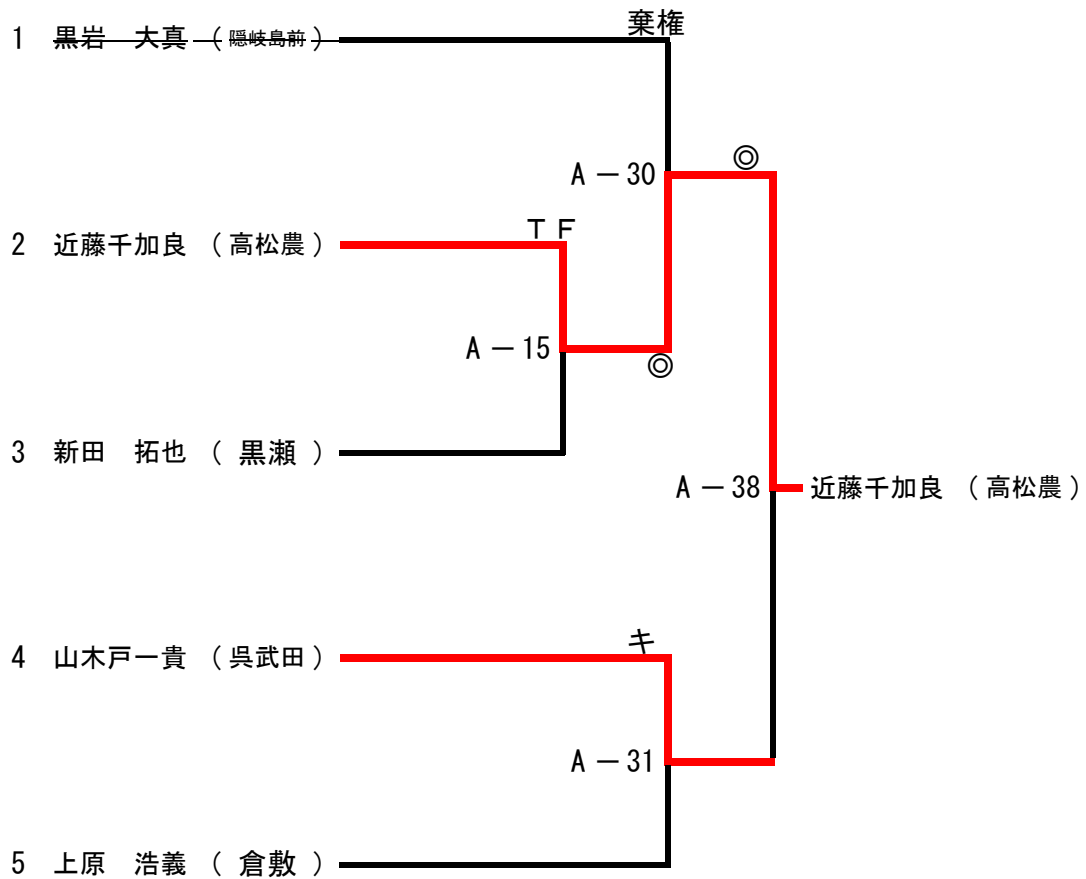 棄権
1 黒岩 大真 （隠岐島前）
◎
A－30
TF
2 近藤千加良 （高松農）
A－15
◎
3 新田 拓也 （黒瀬）
A－38 近藤千加良 （高松農）
キ
4 山木戸一貴 （呉武田）
A－31
5 上原 浩義 （倉敷）